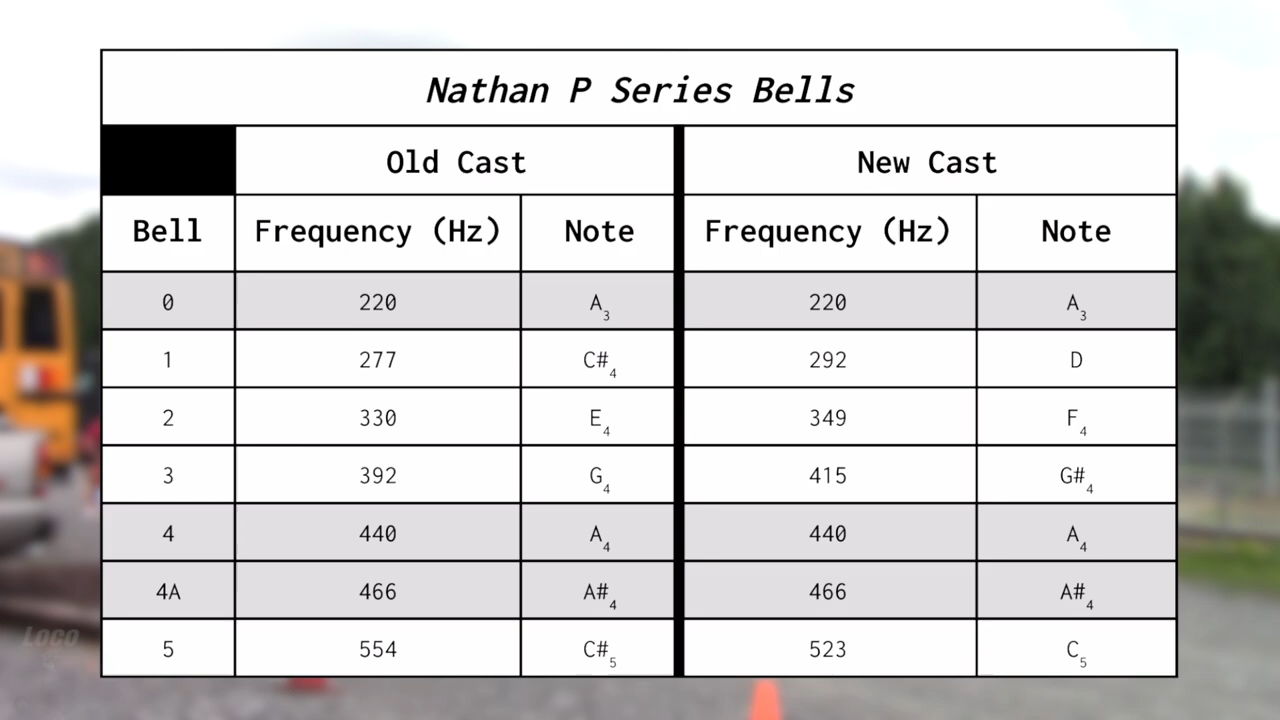 Nathan P Series Bells
Old Cast New Cast
Bell Frequency (Hz) Note Frequency (Hz) Note
0 220 A₃ 220 A₃
1 277 C#₄ 292 D
2 330 E₄ 349 F₄
3 392 G₄ 415 G#₄
4 440 A₄ 440 A₄
4A 466 A#₄ 466 A#₄
5 554 C#₅ 523 C₅
Loco